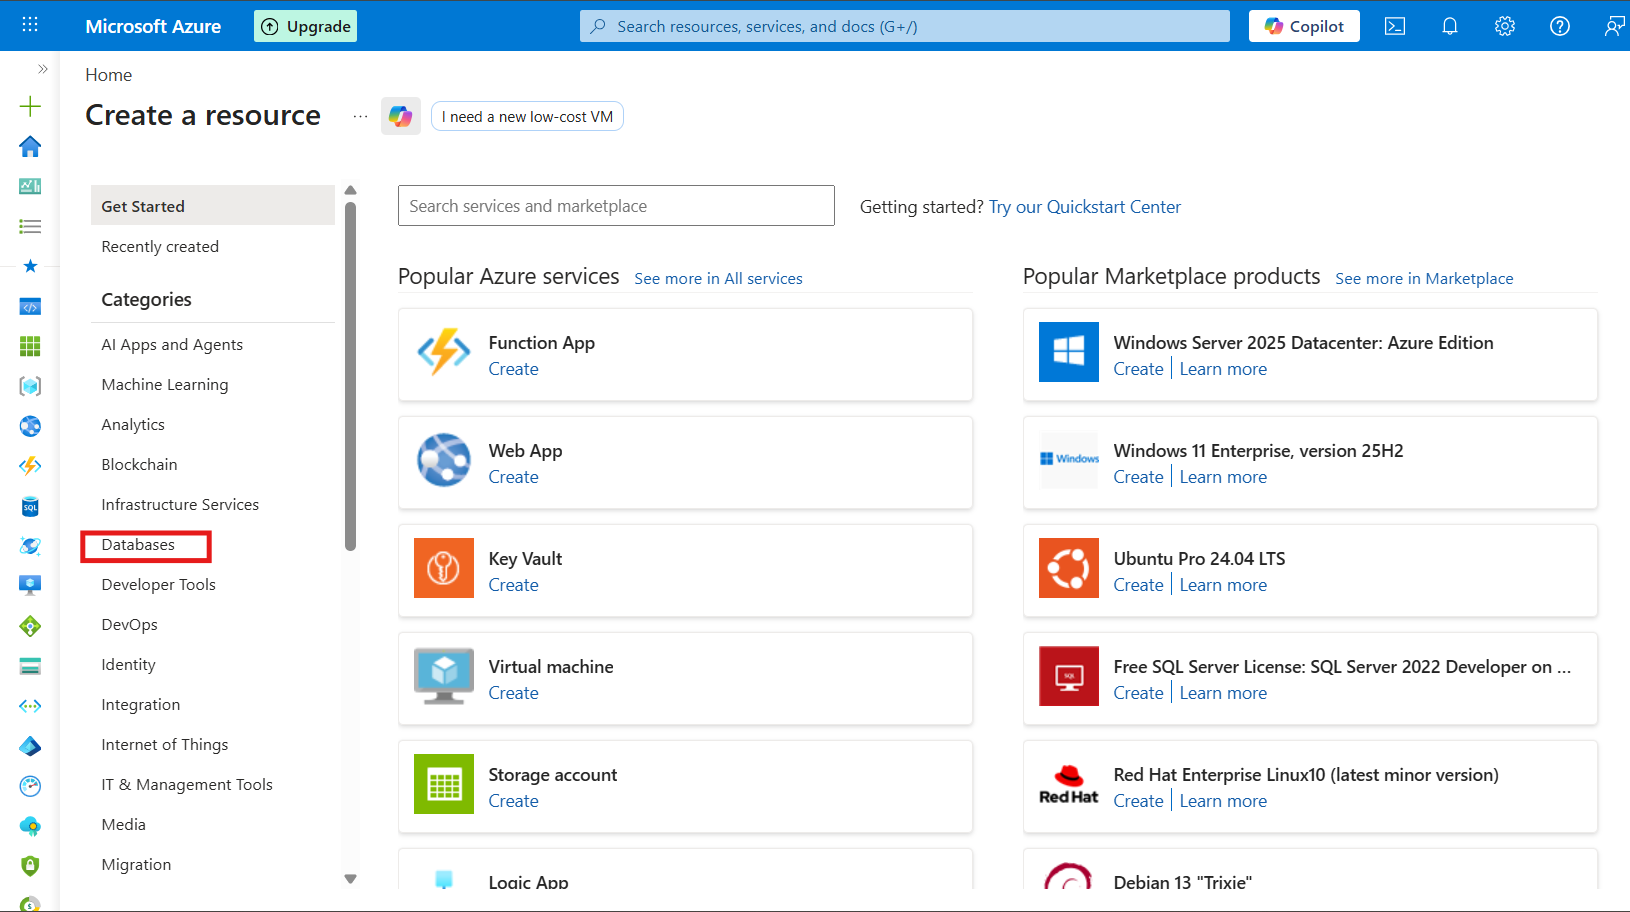 Microsoft Azure
Upgrade
Search resources, services, and docs (G+/)
Copilot
Home
Create a resource
I need a new low-cost VM
Get Started
Recently created
Categories
AI Apps and Agents
Machine Learning
Analytics
Blockchain
Infrastructure Services
Databases
Developer Tools
DevOps
Identity
Integration
Internet of Things
IT & Management Tools
Media
Migration
Search services and marketplace
Getting started? Try our Quickstart Center
Popular Azure services See more in All services
Function App
Create
Web App
Create
Key Vault
Create
Virtual machine
Create
Storage account
Create
Logic App
Popular Marketplace products See more in Marketplace
Windows Server 2025 Datacenter: Azure Edition
Create | Learn more
Windows
Windows 11 Enterprise, version 25H2
Create | Learn more
Ubuntu Pro 24.04 LTS
Create | Learn more
SQL
Free SQL Server License: SQL Server 2022 Developer on ...
Create | Learn more
Red Hat
Red Hat Enterprise Linux10 (latest minor version)
Create | Learn more
Debian 13 "Trixie"
SQL